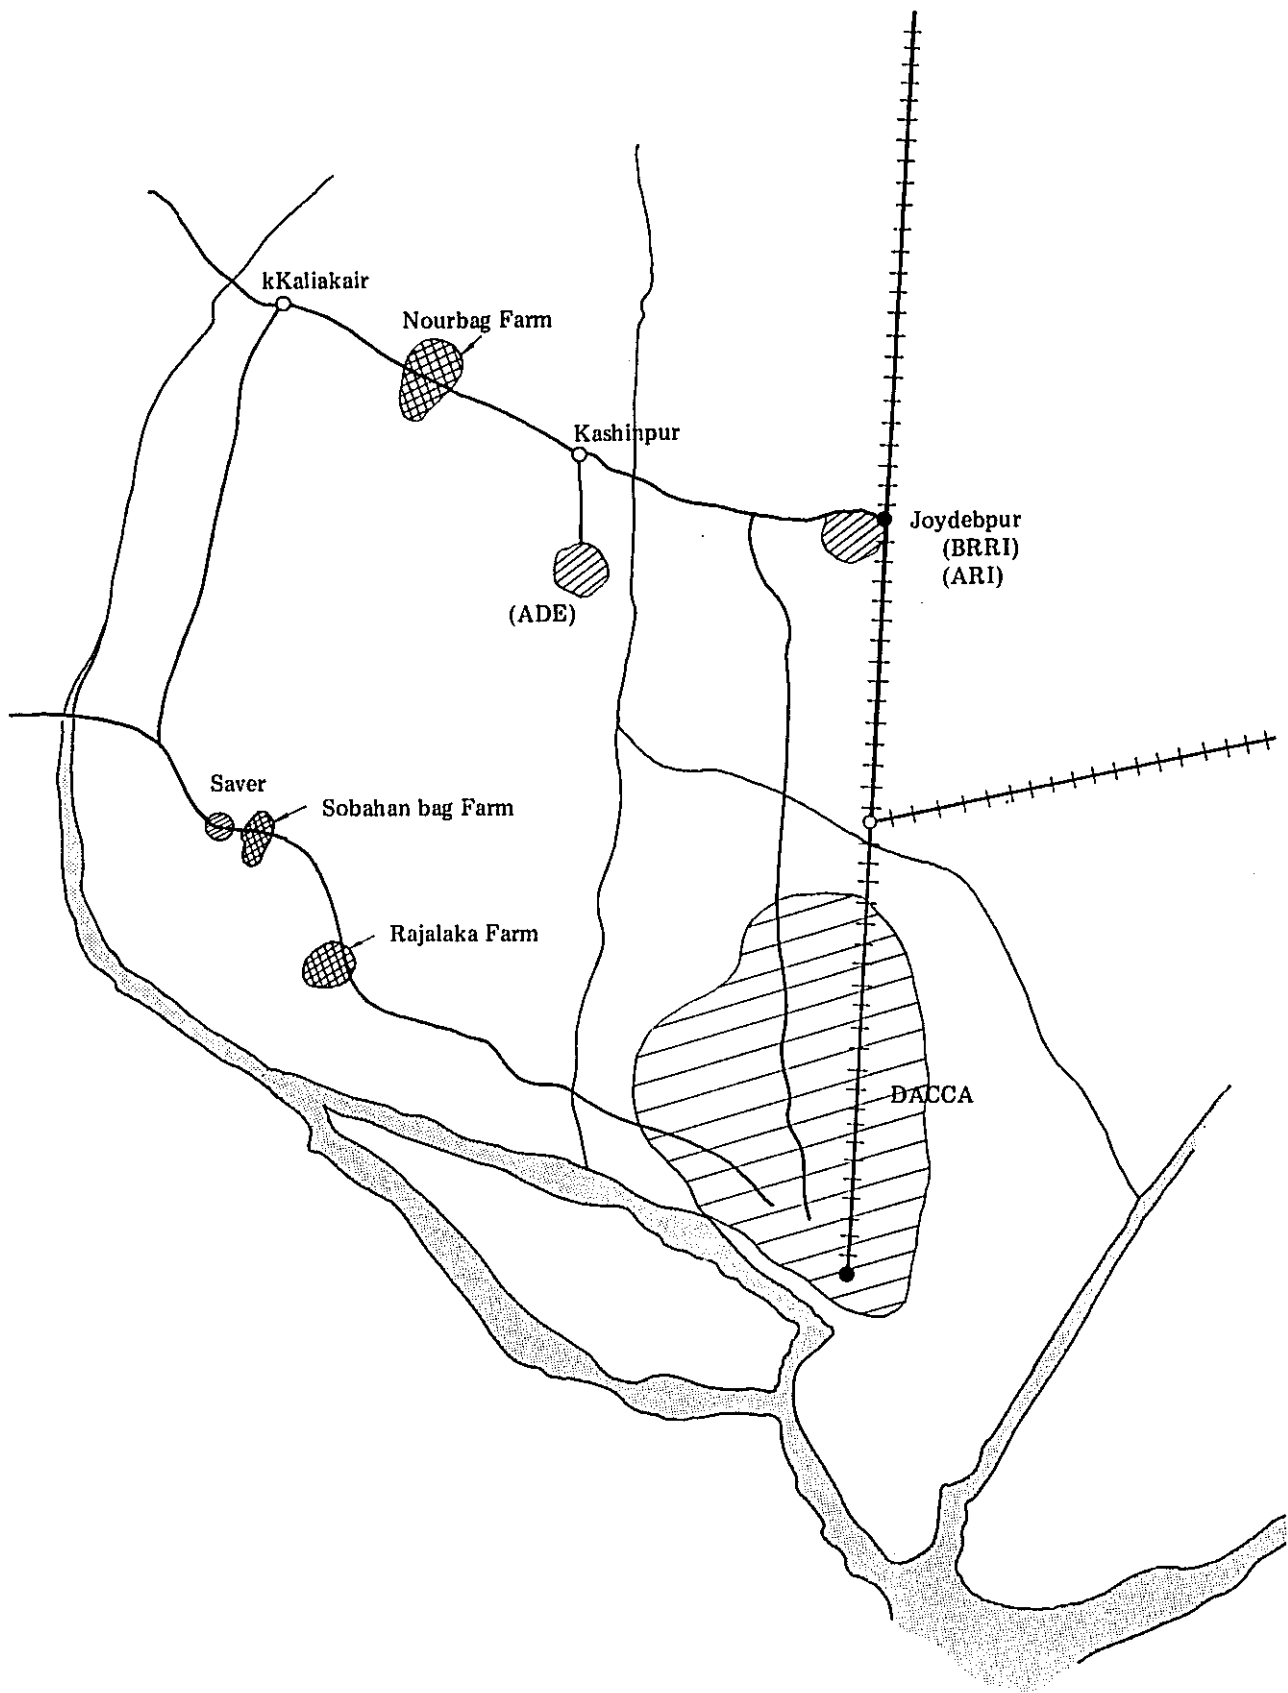 kKaliakair
Nourbag Farm
Kashinpur
Joydebpur
(BRRI)
(ARI)
(ADE)
Saver
Sobahan bag Farm
Rajalaka Farm
DACCA